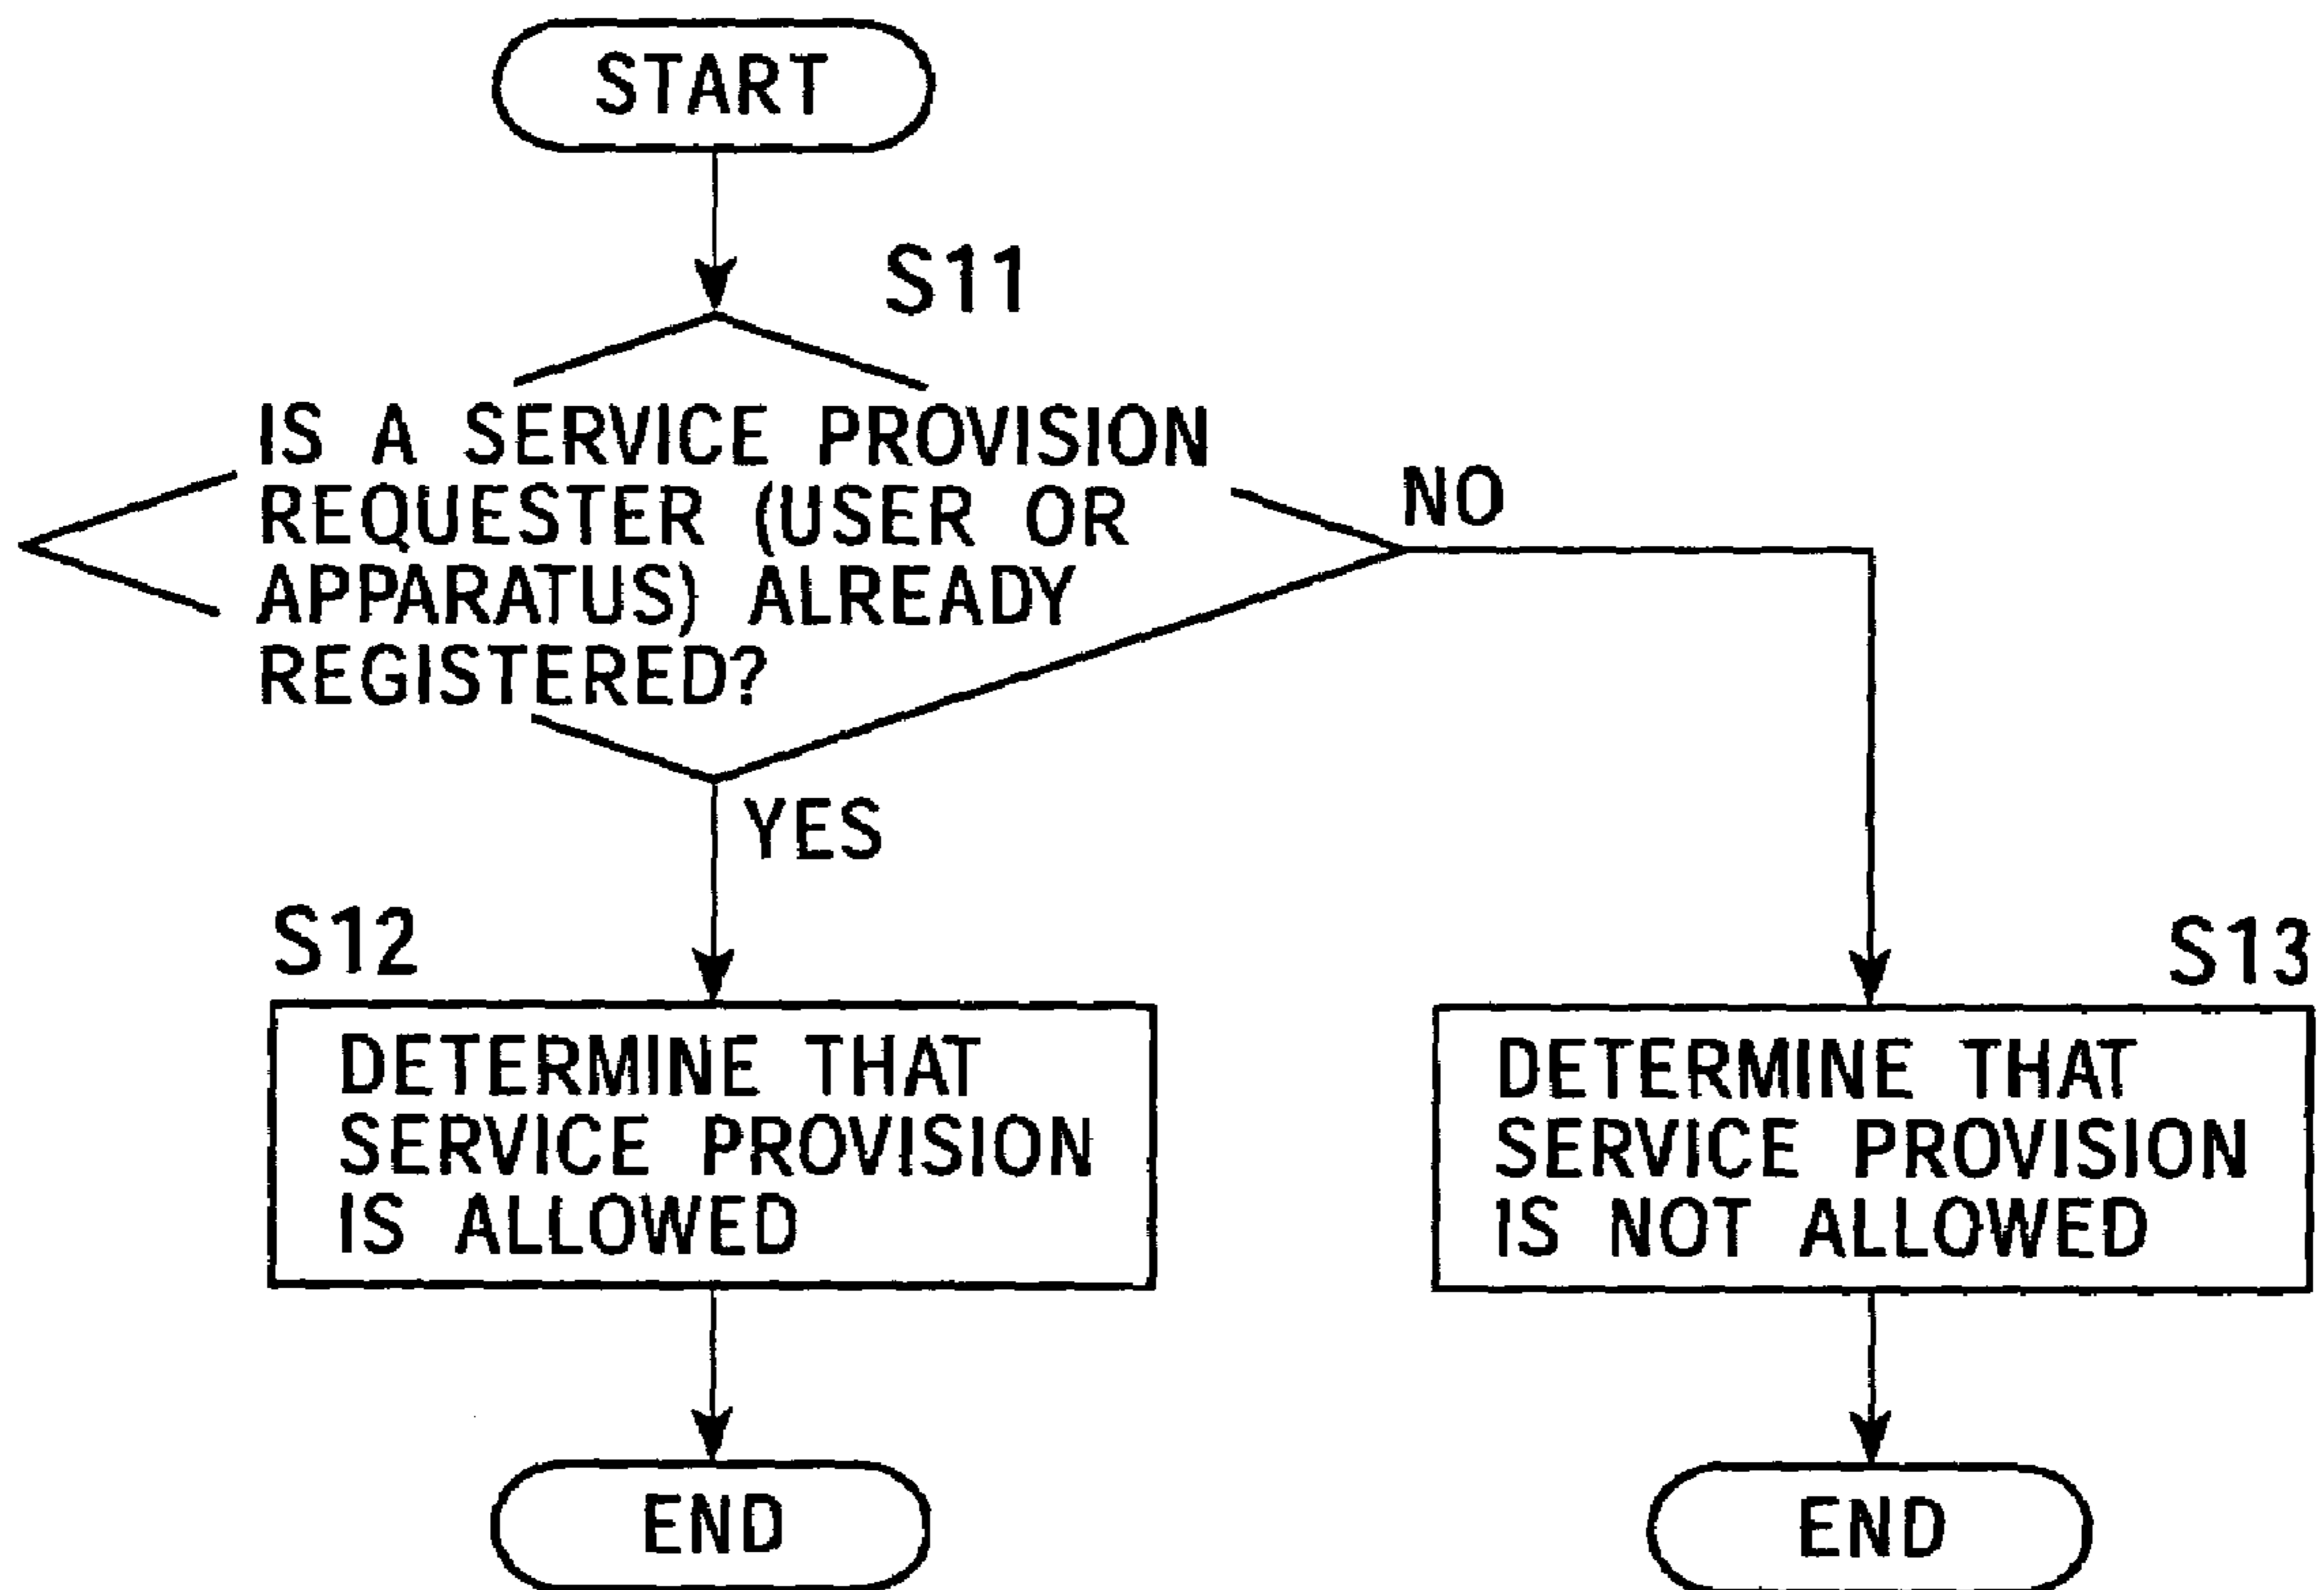 START
S11
IS A SERVICE PROVISION
REQUESTER (USER OR
APPARATUS) ALREADY
REGISTERED?
NO
YES
S12
DETERMINE THAT
SERVICE PROVISION
IS ALLOWED
S13
DETERMINE THAT
SERVICE PROVISION
IS NOT ALLOWED
END
END